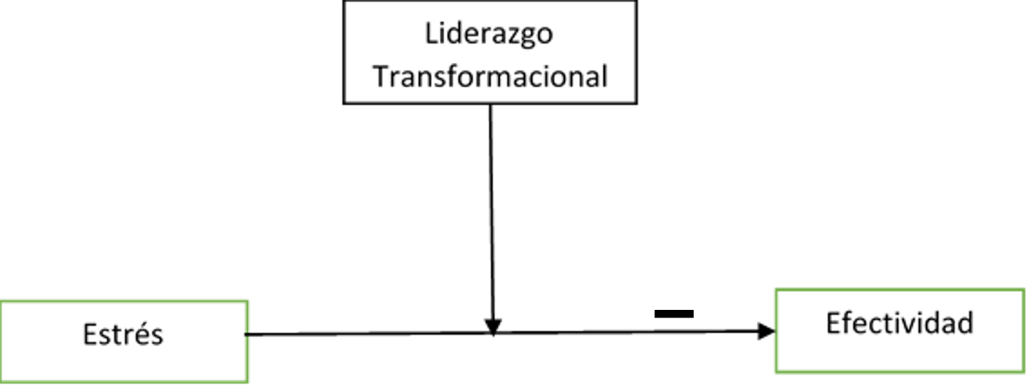 Liderazgo
Transformacional
Estrés
Efectividad